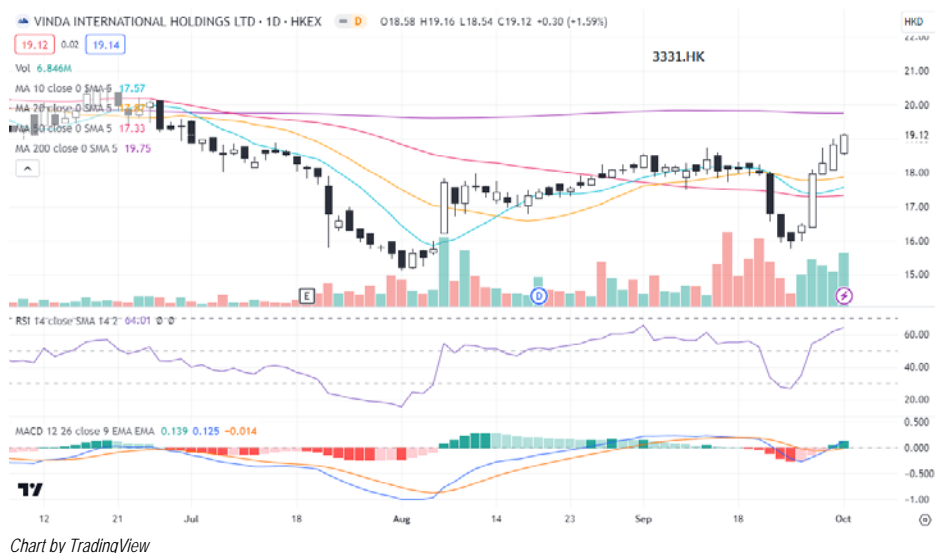 VINDA INTERNATIONAL HOLDINGS LTD · 1D · HKEX D O18.58 H19.16 L18.54 C19.12 +0.30 (+1.59%) HKD
22.00
19.12 0.02 19.14
3331.HK
Vol 6.846M
21.00
MA 10 close 0 SMA 5 17.57
MA 20 close 0 SMA 5
20.00
MA 50 close 0 SMA 5 17.33
19.12
MA 200 close 0 SMA 5 19.75
18.00
17.00
16.00
15.00
E D
RSI 14 close SMA 14 2 64.01 Ø Ø
60.00
40.00
20.00
MACD 12 26 close 9 EMA EMA 0.139 0.125 −0.014
0.500
0.000
-0.500
-1.00
12 21 Jul 18 Aug 14 23 Sep 18 Oct
Chart by TradingView